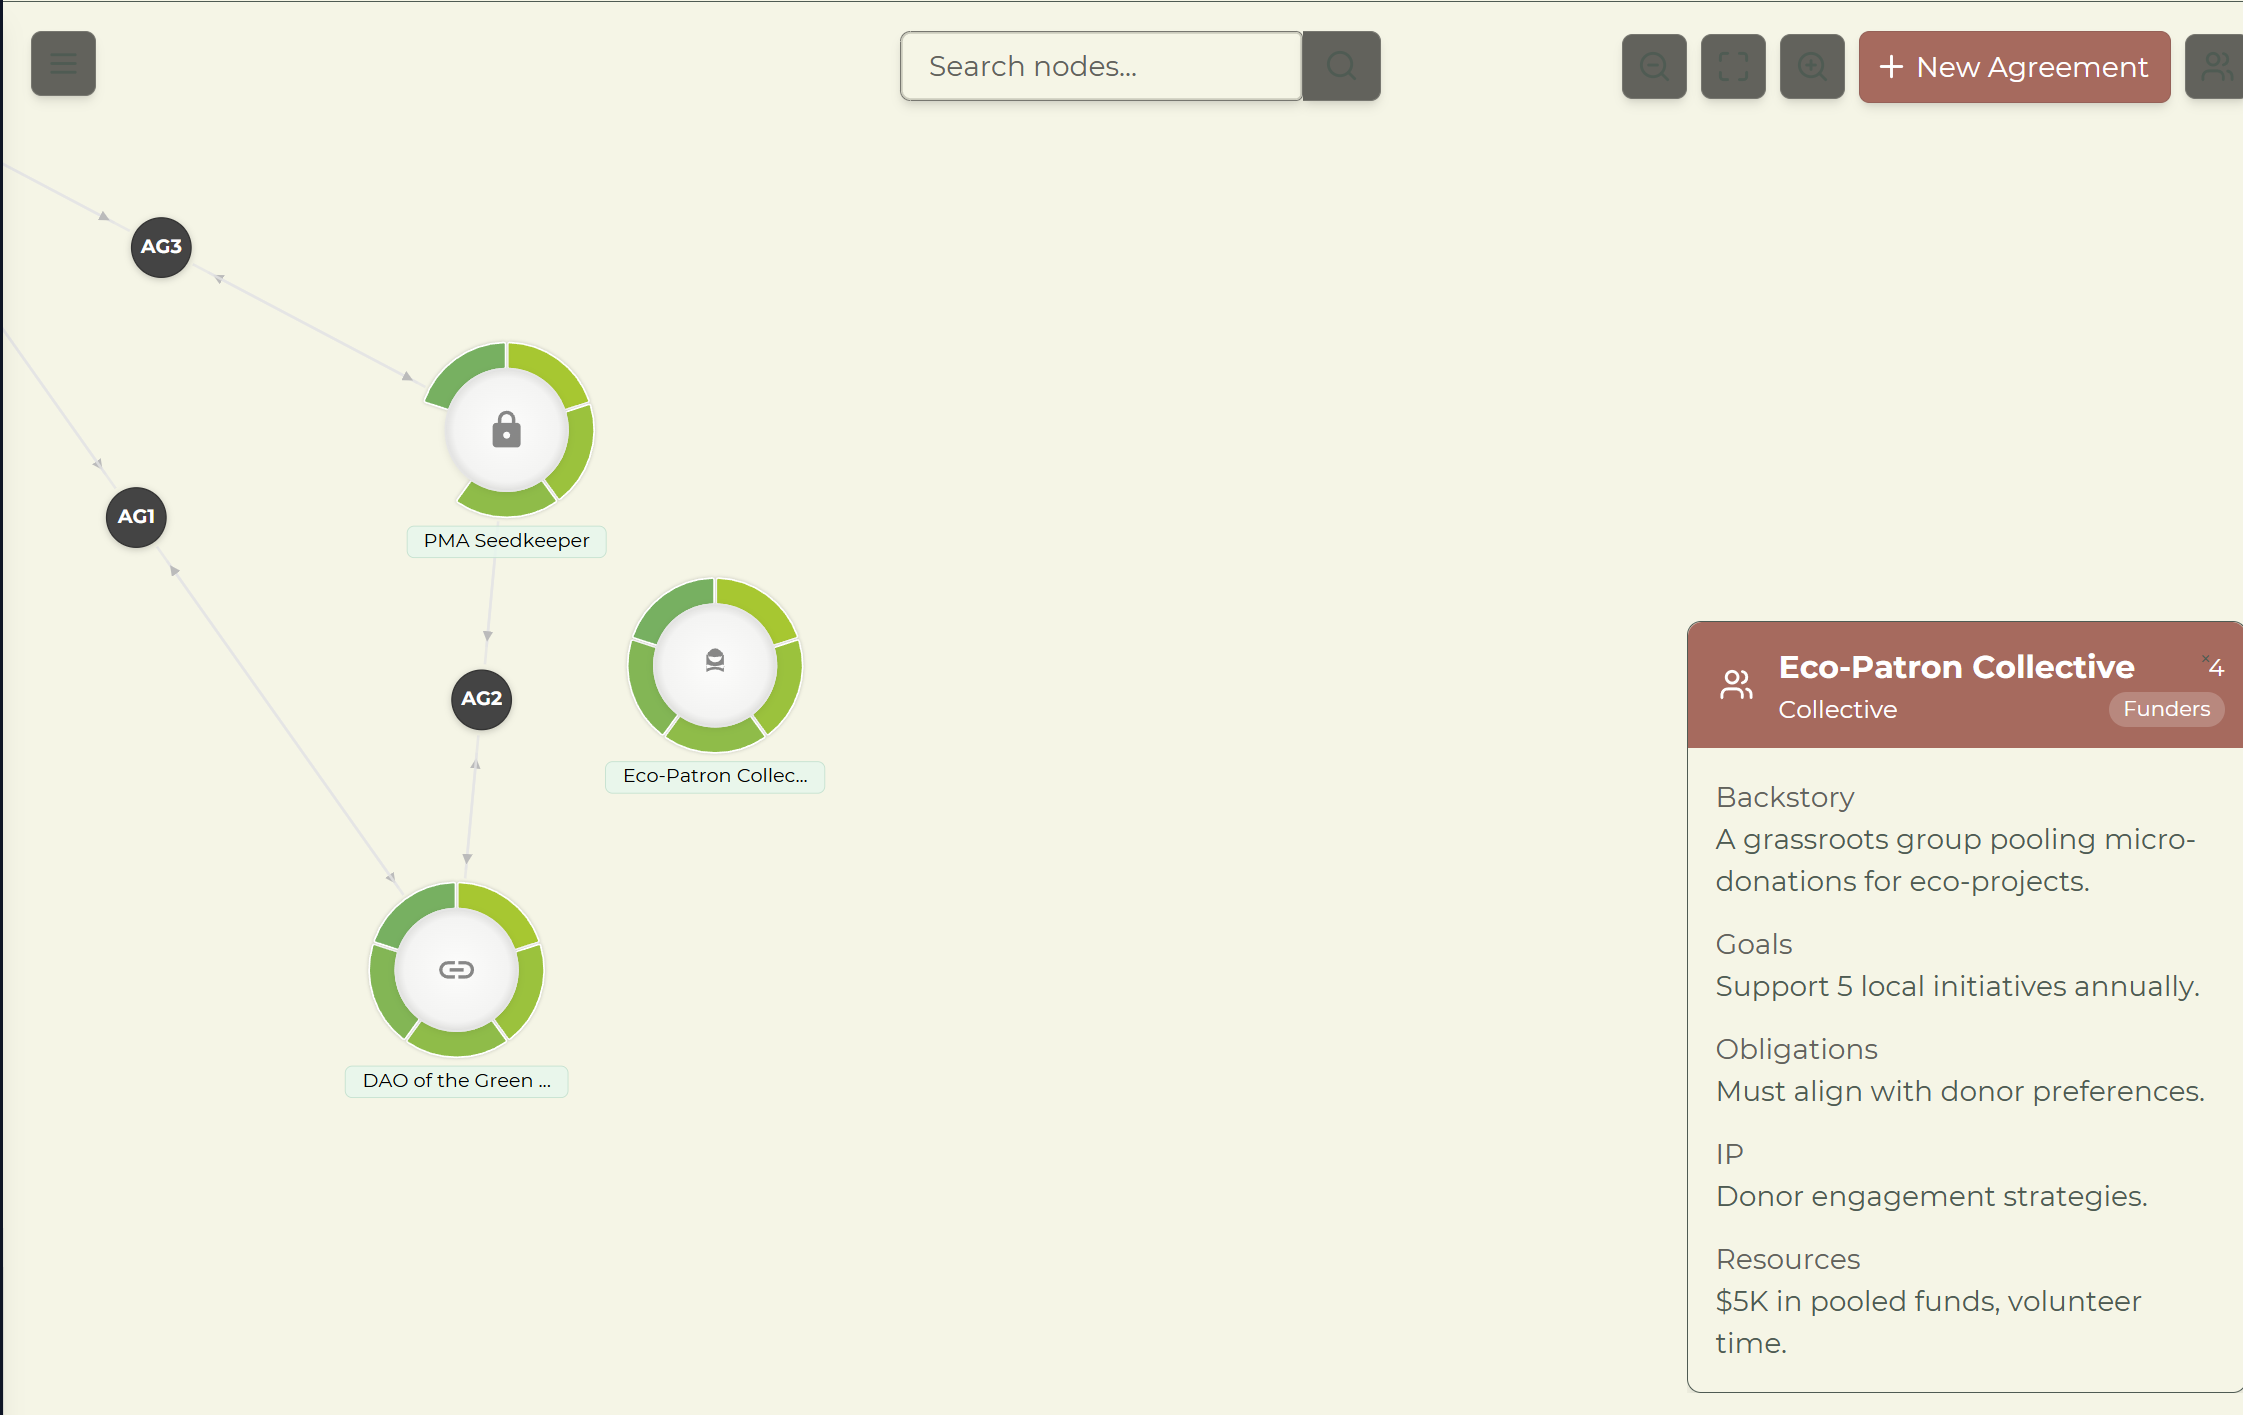 Search nodes...
New Agreement
AG3
PMA Seedkeeper
AG1
AG2
Eco-Patron Collec...
DAO of the Green ...
Eco-Patron Collective
×
4
Collective
Funders
Backstory
A grassroots group pooling micro-
donations for eco-projects.
Goals
Support 5 local initiatives annually.
Obligations
Must align with donor preferences.
IP
Donor engagement strategies.
Resources
$5K in pooled funds, volunteer
time.